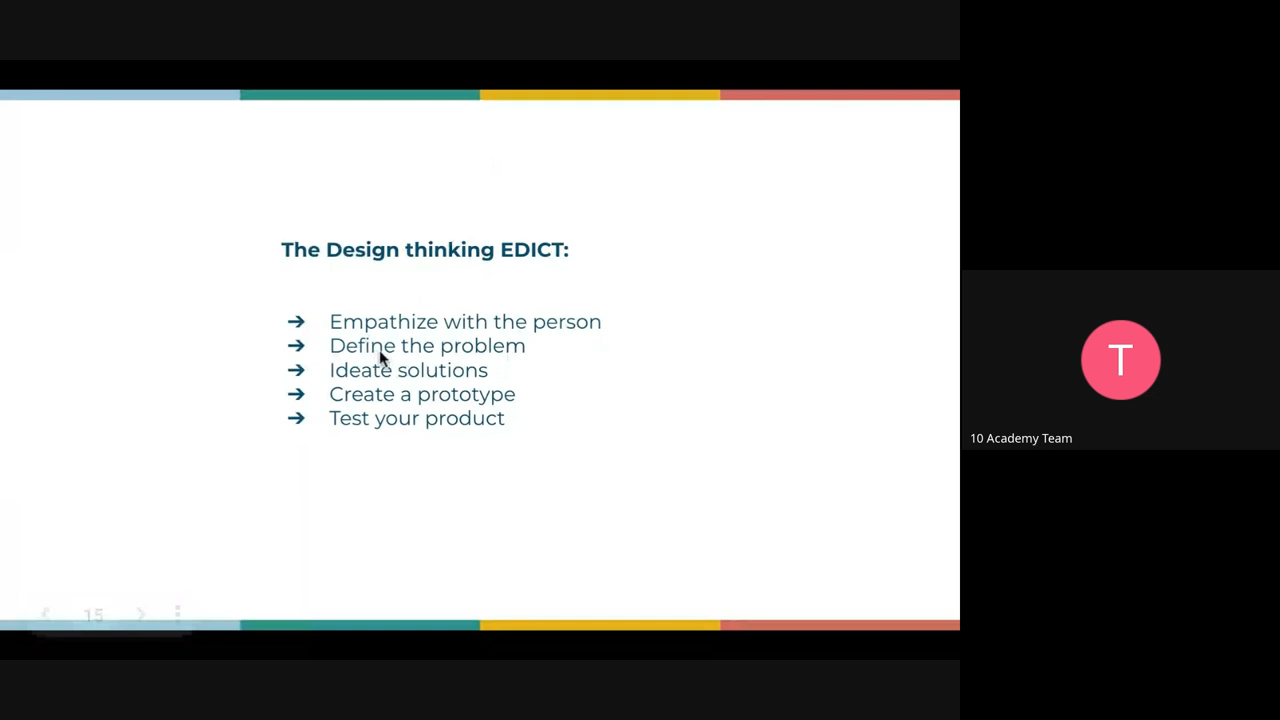 The Design thinking EDICT:
➔ Empathize with the person
➔ Define the problem
➔ Ideate solutions
➔ Create a prototype
➔ Test your product
15
T
10 Academy Team